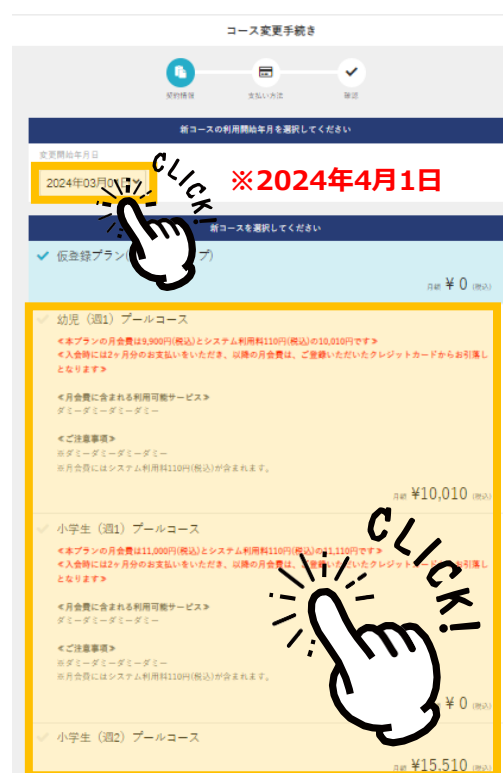 コース変更手続き
契約情報
支払い方法
確認
新コースの利用開始年月を選択してください
変更開始年月日
2024年03月01日
CLICK!
※2024年4月1日
新コースを選択してください
仮登録プラン( プ)
月額 ¥ 0 (税込)
幼児（週1）プールコース
≪本プランの月会費は9,900円(税込)とシステム利用料110円(税込)の10,010円です≫
≪入会時には2ヶ月分のお支払いをいただき、以降の月会費は、ご登録いただいたクレジットカードからお引落し
となります≫
≪月会費に含まれる利用可能サービス≫
ダミーダミーダミーダミー
≪ご注意事項≫
※ダミーダミーダミーダミー
※月会費にはシステム利用料110円(税込)が含まれます。
月額 ¥10,010 (税込)
小学生（週1）プールコース
CLICK!
≪本プランの月会費は11,000円(税込)とシステム利用料110円(税込)の11,110円です≫
≪入会時には2ヶ月分のお支払いをいただき、以降の月会費は、ご登録いただいたクレジットカードからお引落し
となります≫
≪月会費に含まれる利用可能サービス≫
ダミーダミーダミーダミー
≪ご注意事項≫
※ダミーダミーダミーダミー
※月会費にはシステム利用料110円(税込)が含まれます。
¥ 0 (税込)
小学生（週2）プールコース
月額 ¥15,510 (税込)